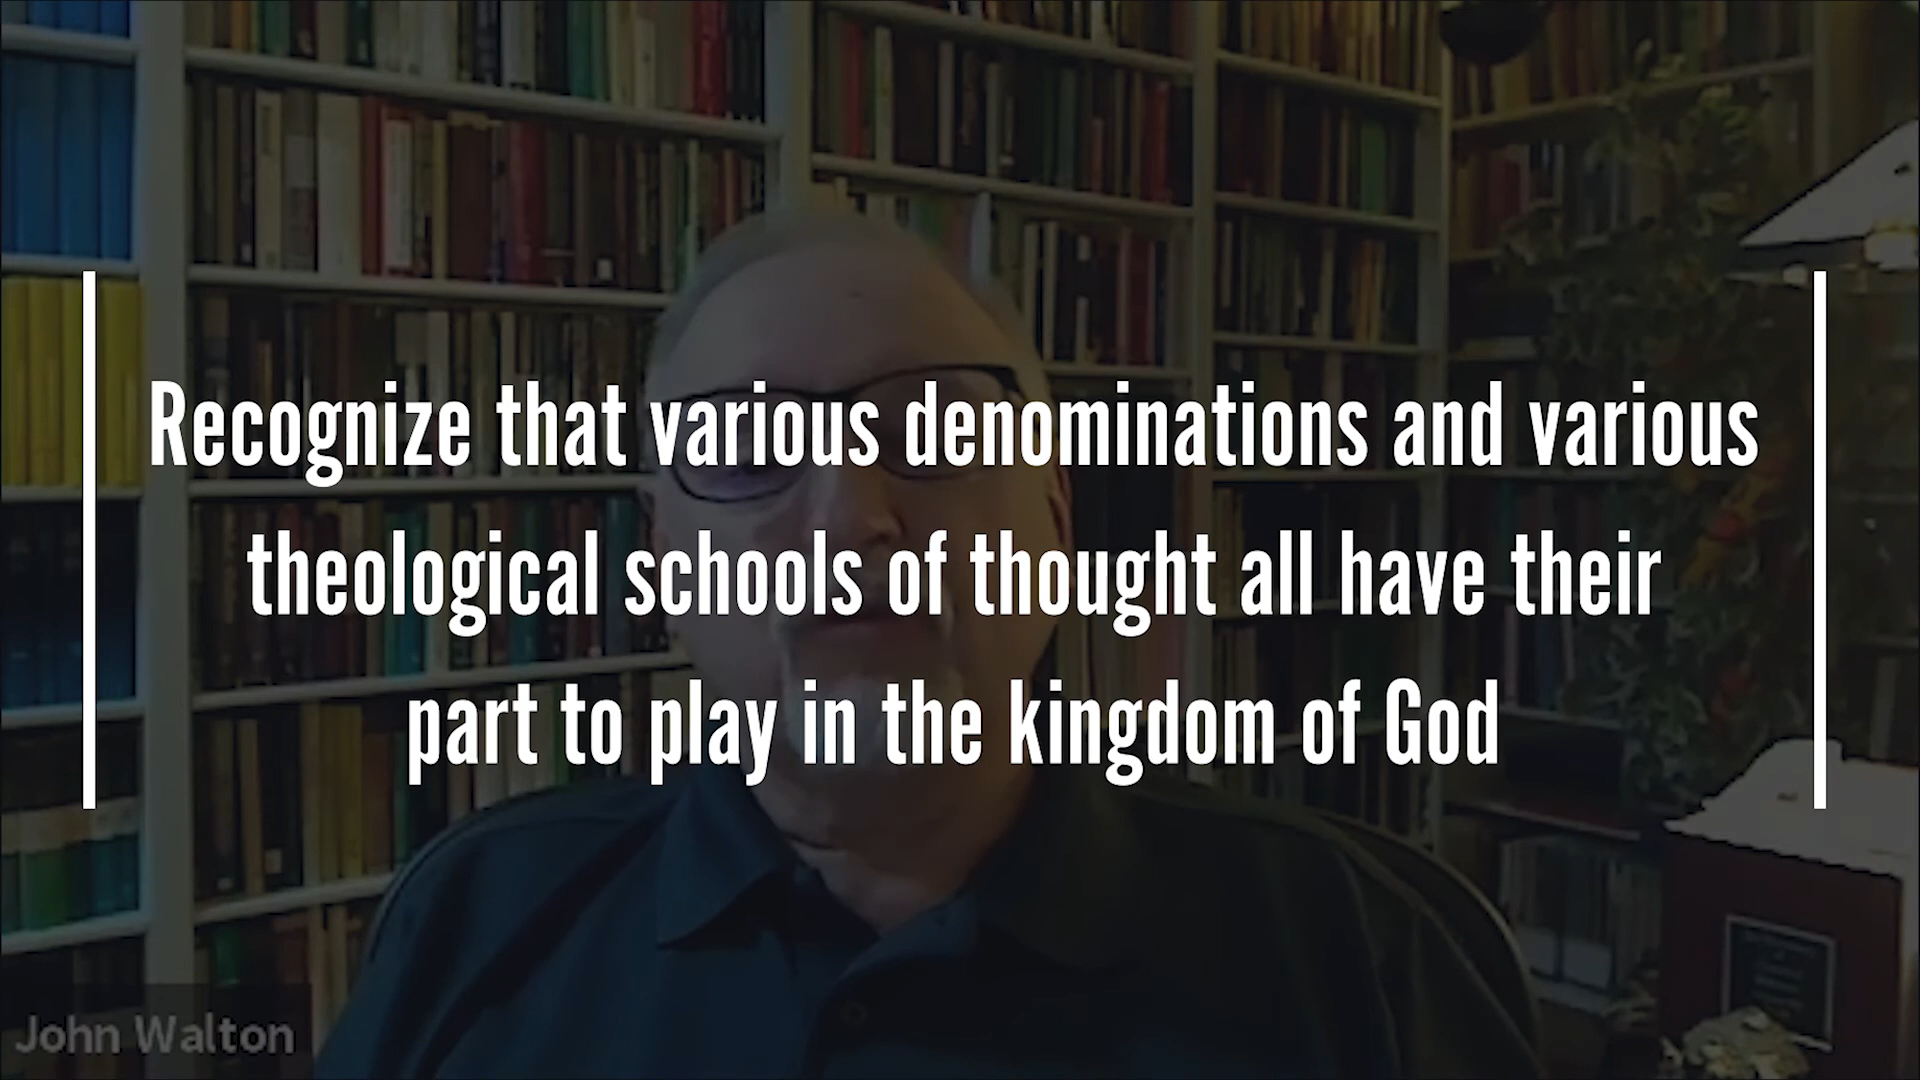 Recognize that various denominations and various
theological schools of thought all have their
part to play in the kingdom of God
John Walton